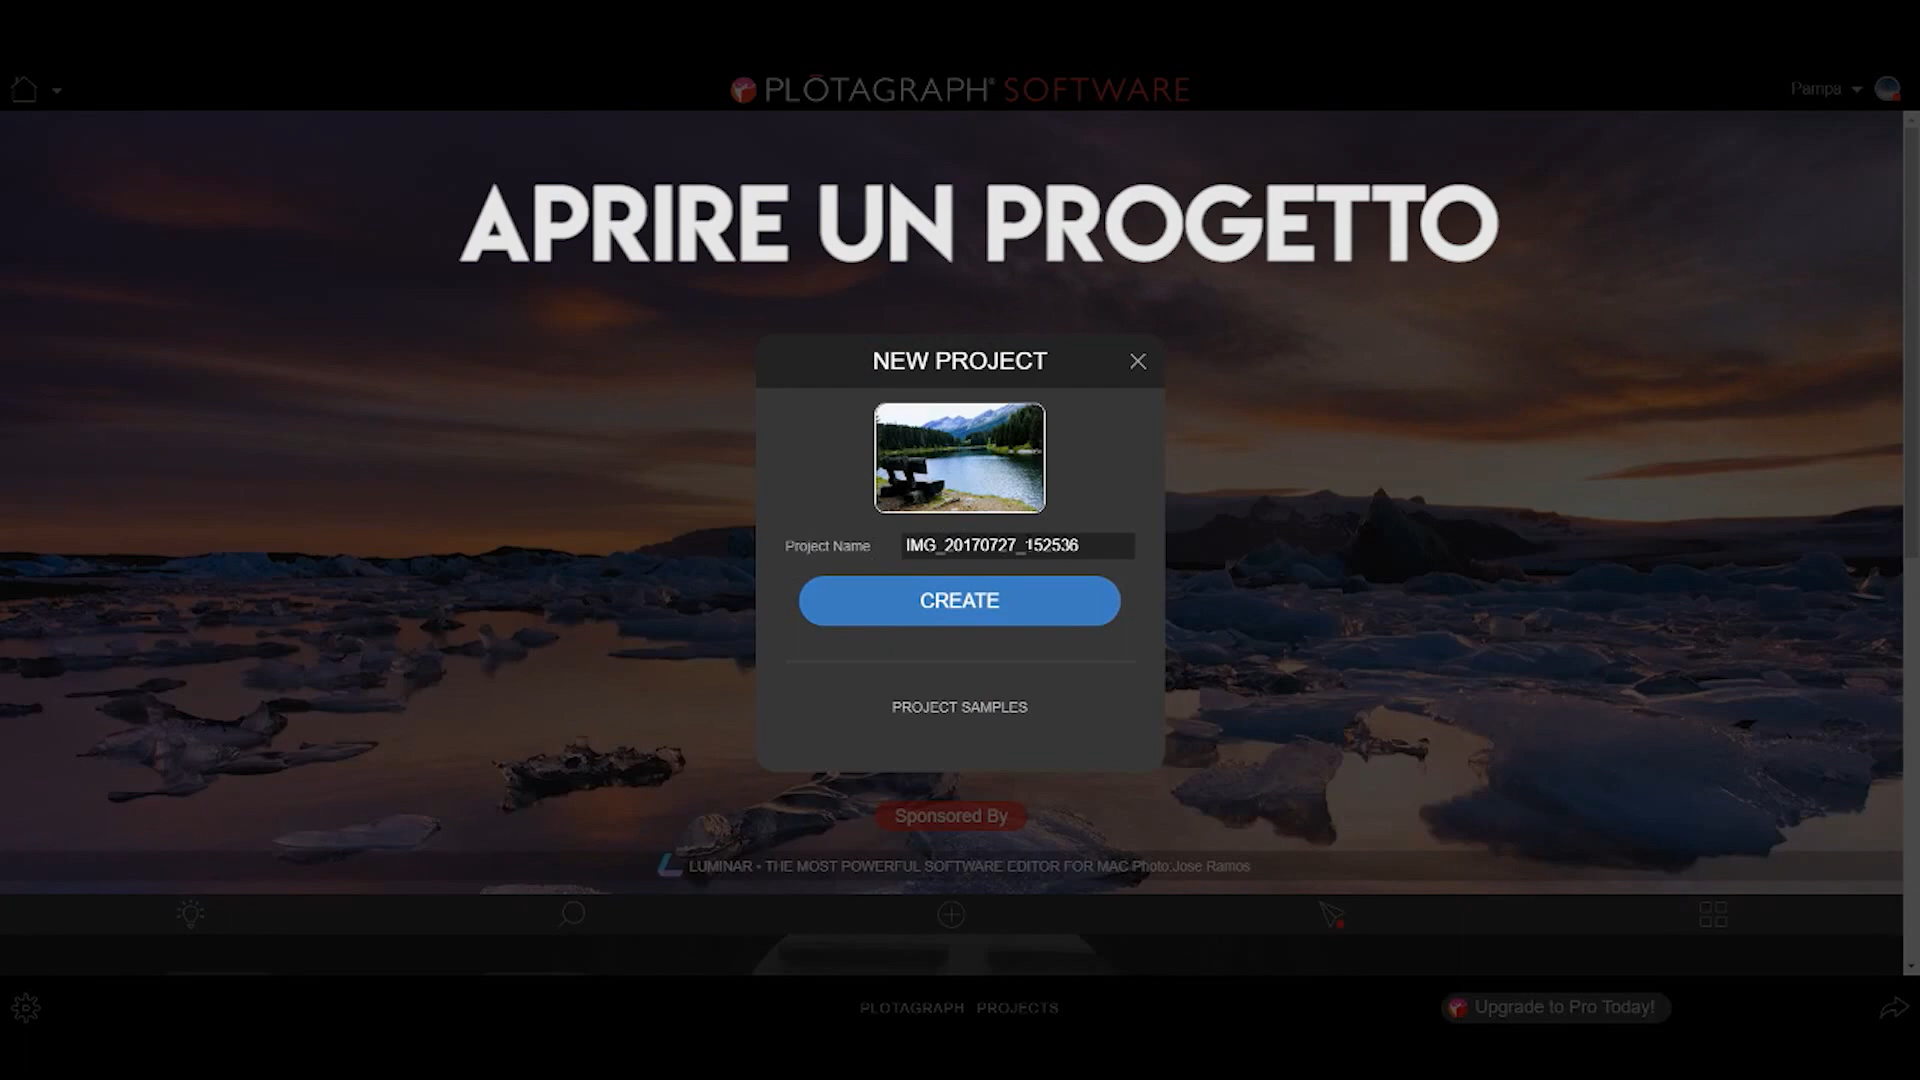 PLŌTAGRAPH® SOFTWARE
Pampa
APRIRE UN PROGETTO
NEW PROJECT
Project Name
IMG_20170727_152536
CREATE
PROJECT SAMPLES
Sponsored By
LUMINAR • THE MOST POWERFUL SOFTWARE EDITOR FOR MAC Photo:Jose Ramos
PLOTAGRAPH PROJECTS
Upgrade to Pro Today!